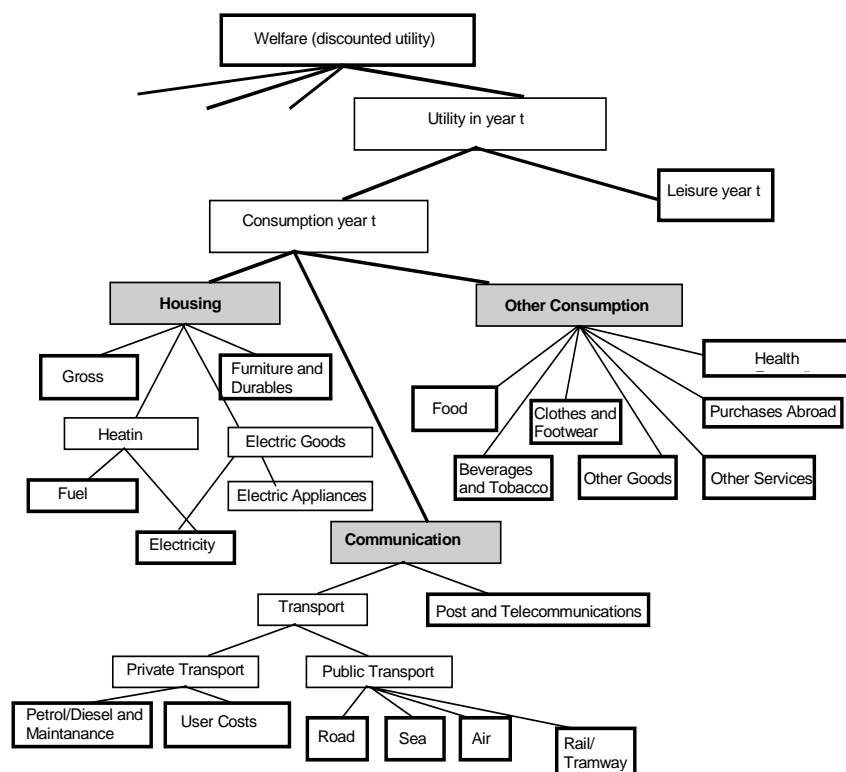 Welfare (discounted utility)
Utility in year t
Leisure year t
Consumption year t
Housing
Other Consumption
Gross
Furniture and
Durables
Health
Food
Clothes and
Footwear
Purchases Abroad
Heatin
Electric Goods
Beverages
and Tobacco
Other Goods
Other Services
Fuel
Electric Appliances
Electricity
Communication
Transport
Post and Telecommunications
Private Transport
Public Transport
Petrol/Diesel and
Maintanance
User Costs
Road
Sea
Air
Rail/
Tramway